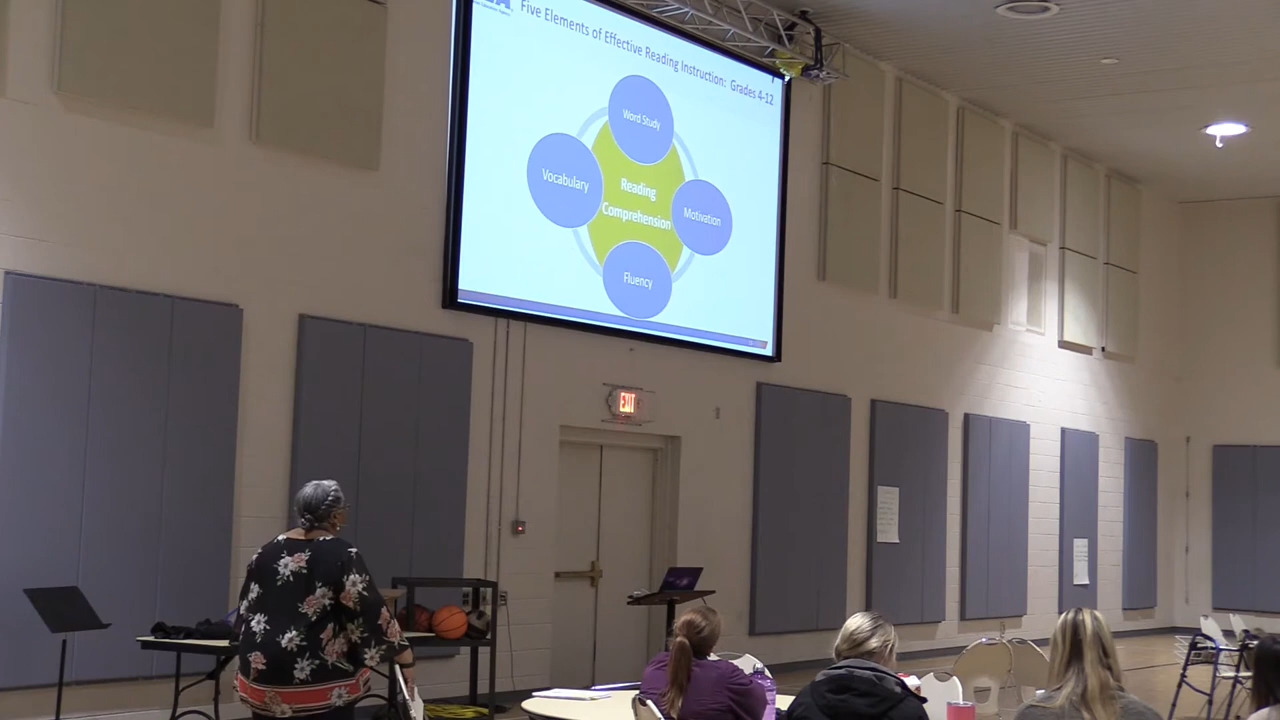 Five Elements of Effective Reading Instruction: Grades 4-12
Word Study
Vocabulary
Reading
Comprehension
Motivation
Fluency
EXIT